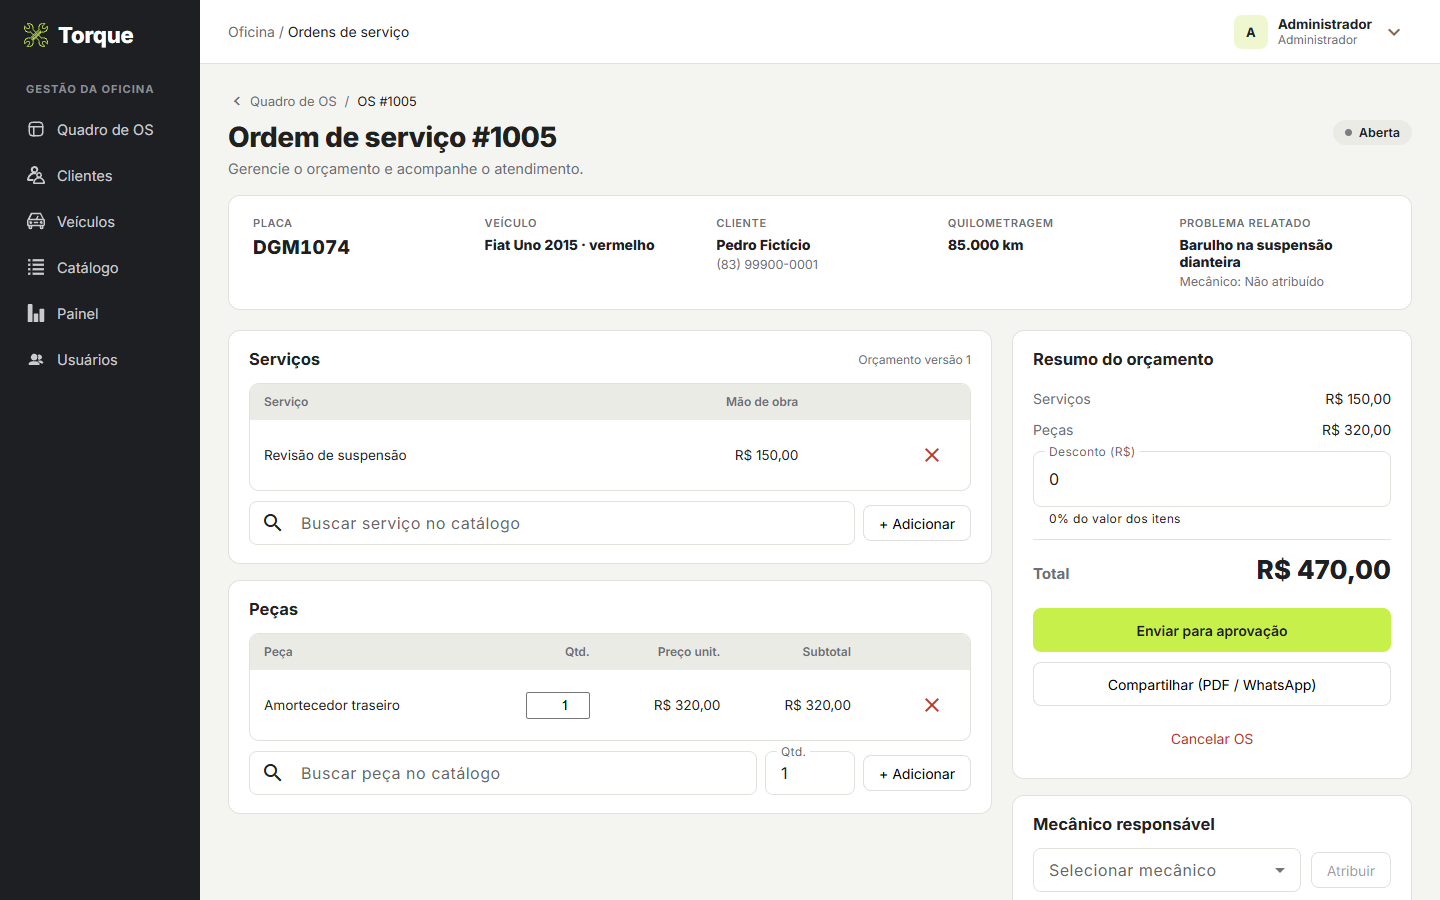 Torque
GESTÃO DA OFICINA
Quadro de OS
Clientes
Veículos
Catálogo
Painel
Usuários
Oficina / Ordens de serviço
A
Administrador
Administrador
Quadro de OS / OS #1005
Ordem de serviço #1005
Aberta
Gerencie o orçamento e acompanhe o atendimento.
PLACA
DGM1074
VEÍCULO
Fiat Uno 2015 · vermelho
CLIENTE
Pedro Fictício
(83) 99900-0001
QUILOMETRAGEM
85.000 km
PROBLEMA RELATADO
Barulho na suspensão
dianteira
Mecânico: Não atribuído
Serviços
Orçamento versão 1
Serviço Mão de obra
Revisão de suspensão R$ 150,00
Buscar serviço no catálogo
+ Adicionar
Peças
Peça Qtd. Preço unit. Subtotal
Amortecedor traseiro 1 R$ 320,00 R$ 320,00
Buscar peça no catálogo
Qtd.
1
+ Adicionar
Resumo do orçamento
Serviços R$ 150,00
Peças R$ 320,00
Desconto (R$)
0
0% do valor dos itens
Total R$ 470,00
Enviar para aprovação
Compartilhar (PDF / WhatsApp)
Cancelar OS
Mecânico responsável
Selecionar mecânico
Atribuir